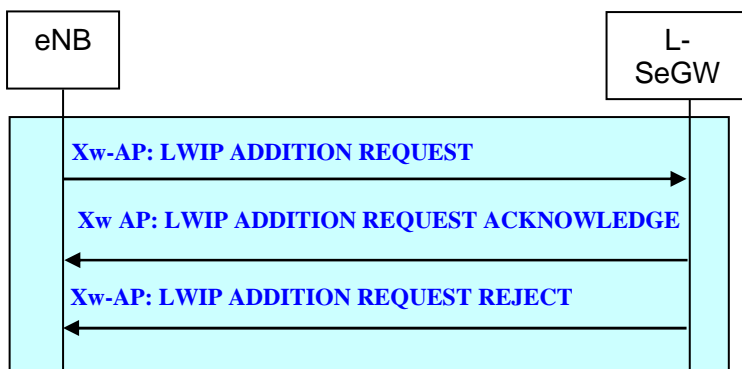 eNB
L-
SeGW
Xw-AP: LWIP ADDITION REQUEST
Xw AP: LWIP ADDITION REQUEST ACKNOWLEDGE
Xw-AP: LWIP ADDITION REQUEST REJECT